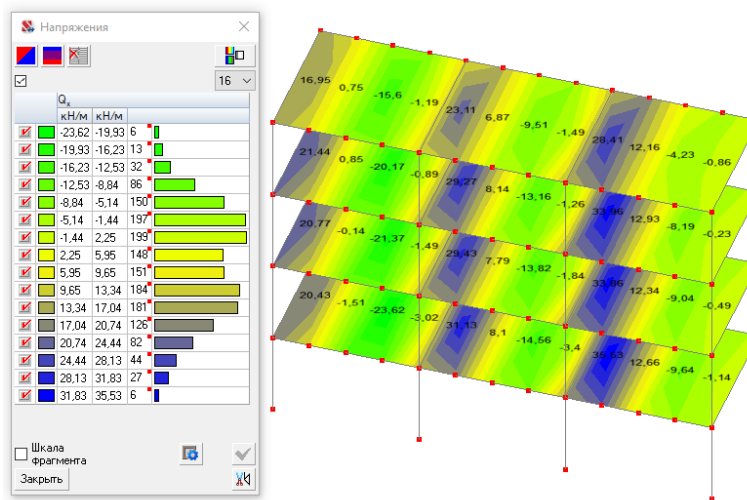 Напряжения
16
Qx
кН/м кН/м
-23,62 -19,93 6
-19,93 -16,23 13
-16,23 -12,53 32
-12,53 -8,84 86
-8,84 -5,14 150
-5,14 -1,44 197
-1,44 2,25 199
2,25 5,95 148
5,95 9,65 151
9,65 13,34 184
13,34 17,04 181
17,04 20,74 126
20,74 24,44 82
24,44 28,13 44
28,13 31,83 27
31,83 35,53 6
Шкала
фрагмента
Закрыть
16,95 0,75 -15,6 -1,19 23,11 6,87 -9,51 -1,49 28,41 12,16 -4,23 -0,86
21,44 0,85 -20,17 -0,89 29,27 8,14 -13,16 -1,26 33,96 12,93 -8,19 -0,23
20,77 -0,14 -21,37 -1,49 29,43 7,79 -13,82 -1,84 33,86 12,34 -9,04 -0,49
20,43 -1,51 -23,62 -3,02 31,13 8,1 -14,56 -3,4 35,53 12,66 -9,64 -1,14